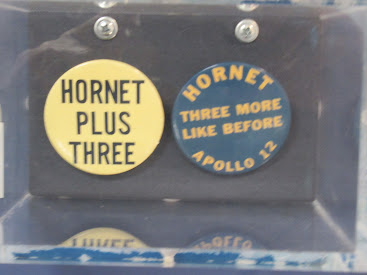 HORNET
PLUS
THREE
HORNET
THREE MORE
LIKE BEFORE
APOLLO 12